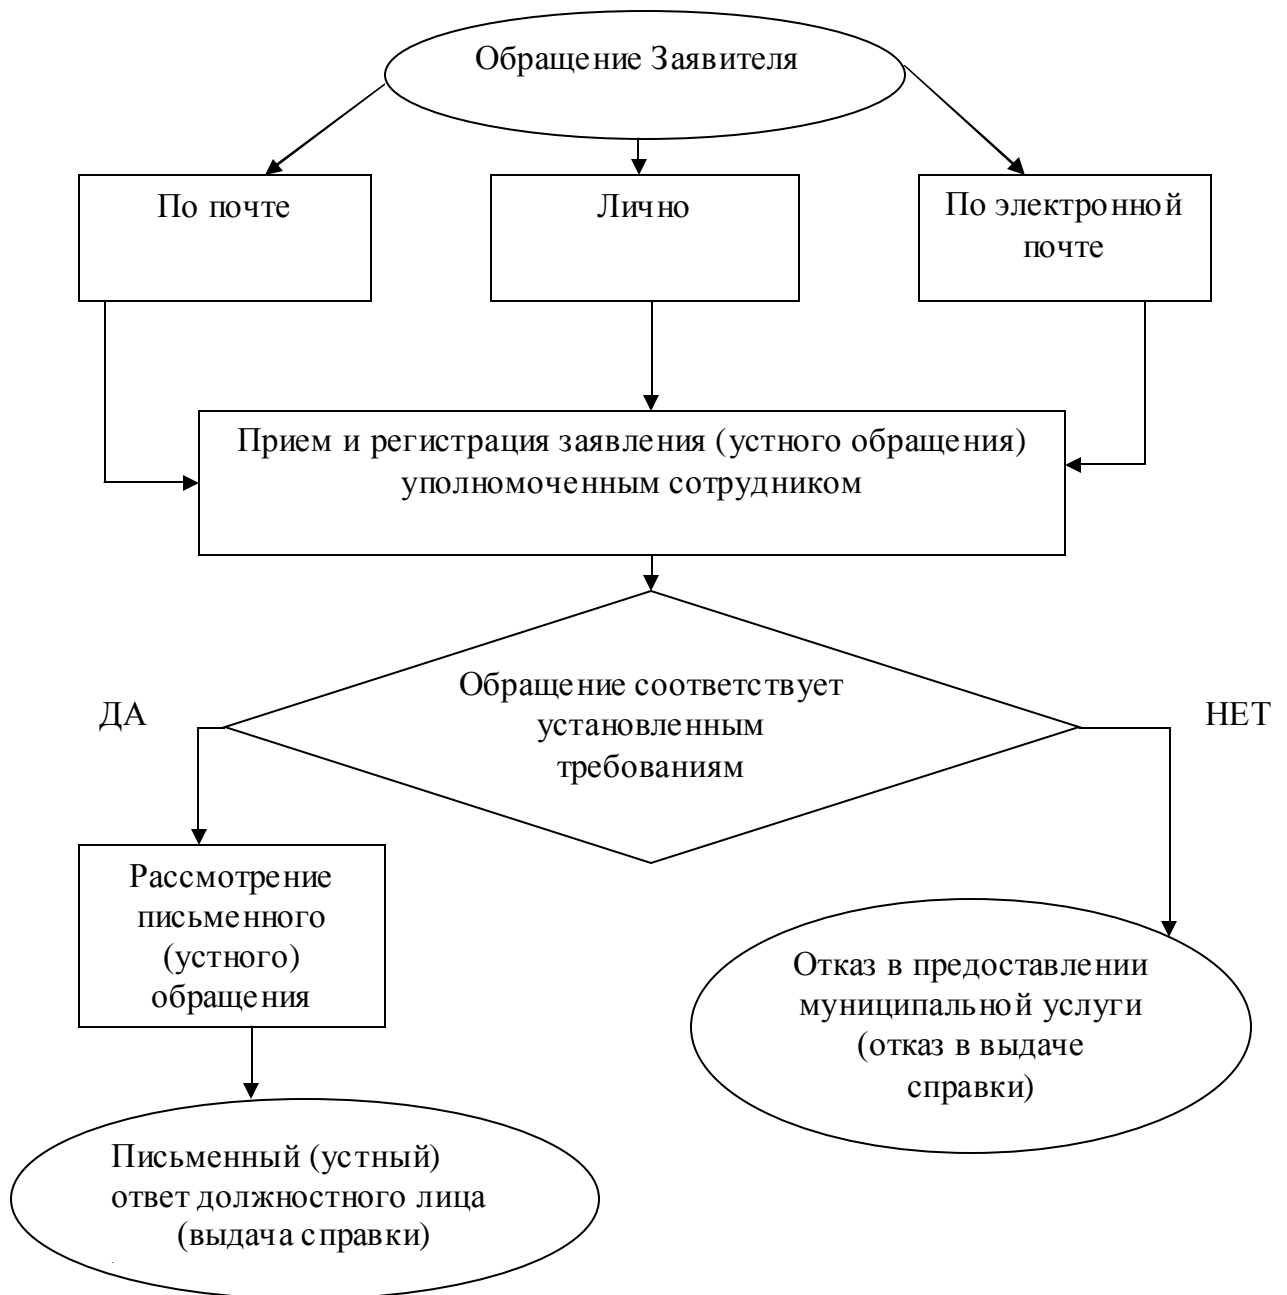 Обращение Заявителя
По почте
Лично
По электронной
почте
Прием и регистрация заявления (устного обращения)
уполномоченным сотрудником
Обращение соответствует
установленным
требованиям
ДА
НЕТ
Рассмотрение
письменного
(устного)
обращения
Отказ в предоставлении
муниципальной услуги
(отказ в выдаче
справки)
Письменный (устный)
ответ должностного лица
(выдача справки)